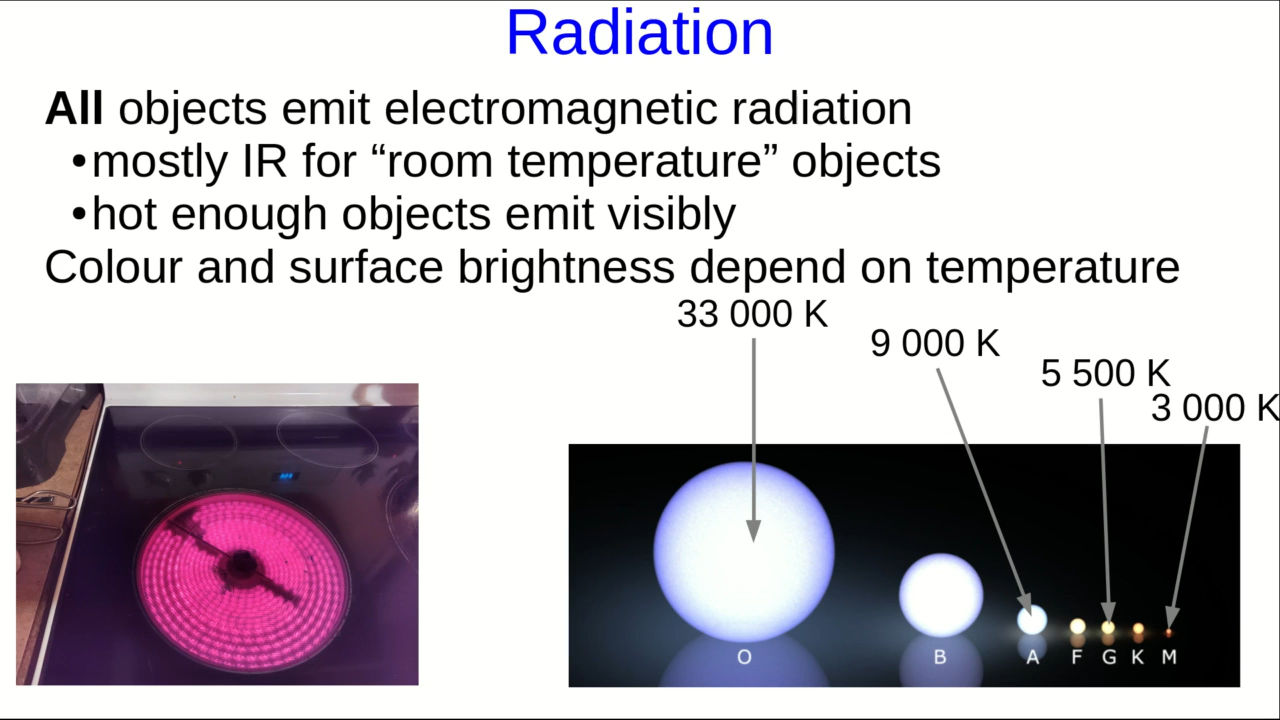 Radiation
All objects emit electromagnetic radiation
•mostly IR for “room temperature” objects
•hot enough objects emit visibly
Colour and surface brightness depend on temperature
33 000 K
9 000 K
5 500 K
3 000 K
O B A F G K M